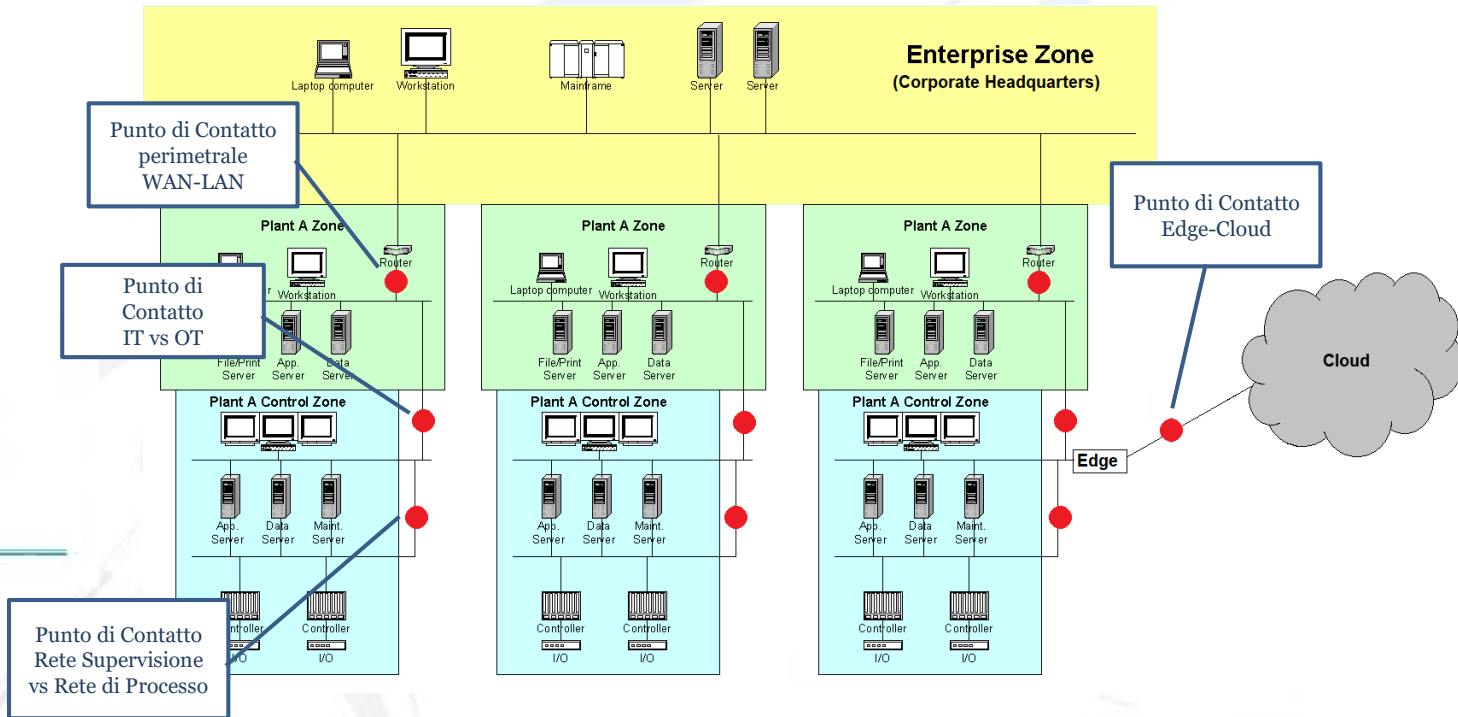 Enterprise Zone
(Corporate Headquarters)
Laptop computer
Workstation
Mainframe
Server
Server
Punto di Contatto
perimetrale
WAN-LAN
Punto di Contatto
Edge-Cloud
Plant A Zone
Router
Workstation
File/Print
Server
App.
Server
Data
Server
Punto di
Contatto
IT vs OT
Plant A Zone
Router
Laptop computer
Workstation
File/Print
Server
App.
Server
Data
Server
Plant A Zone
Router
Laptop computer
Workstation
File/Print
Server
App.
Server
Data
Server
Cloud
Plant A Control Zone
App.
Server
Data
Server
Maint.
Server
Controller
Controller
I/O
I/O
Plant A Control Zone
App.
Server
Data
Server
Maint.
Server
Controller
Controller
I/O
I/O
Plant A Control Zone
Edge
App.
Server
Data
Server
Maint.
Server
Controller
Controller
I/O
I/O
Punto di Contatto
Rete Supervisione
vs Rete di Processo